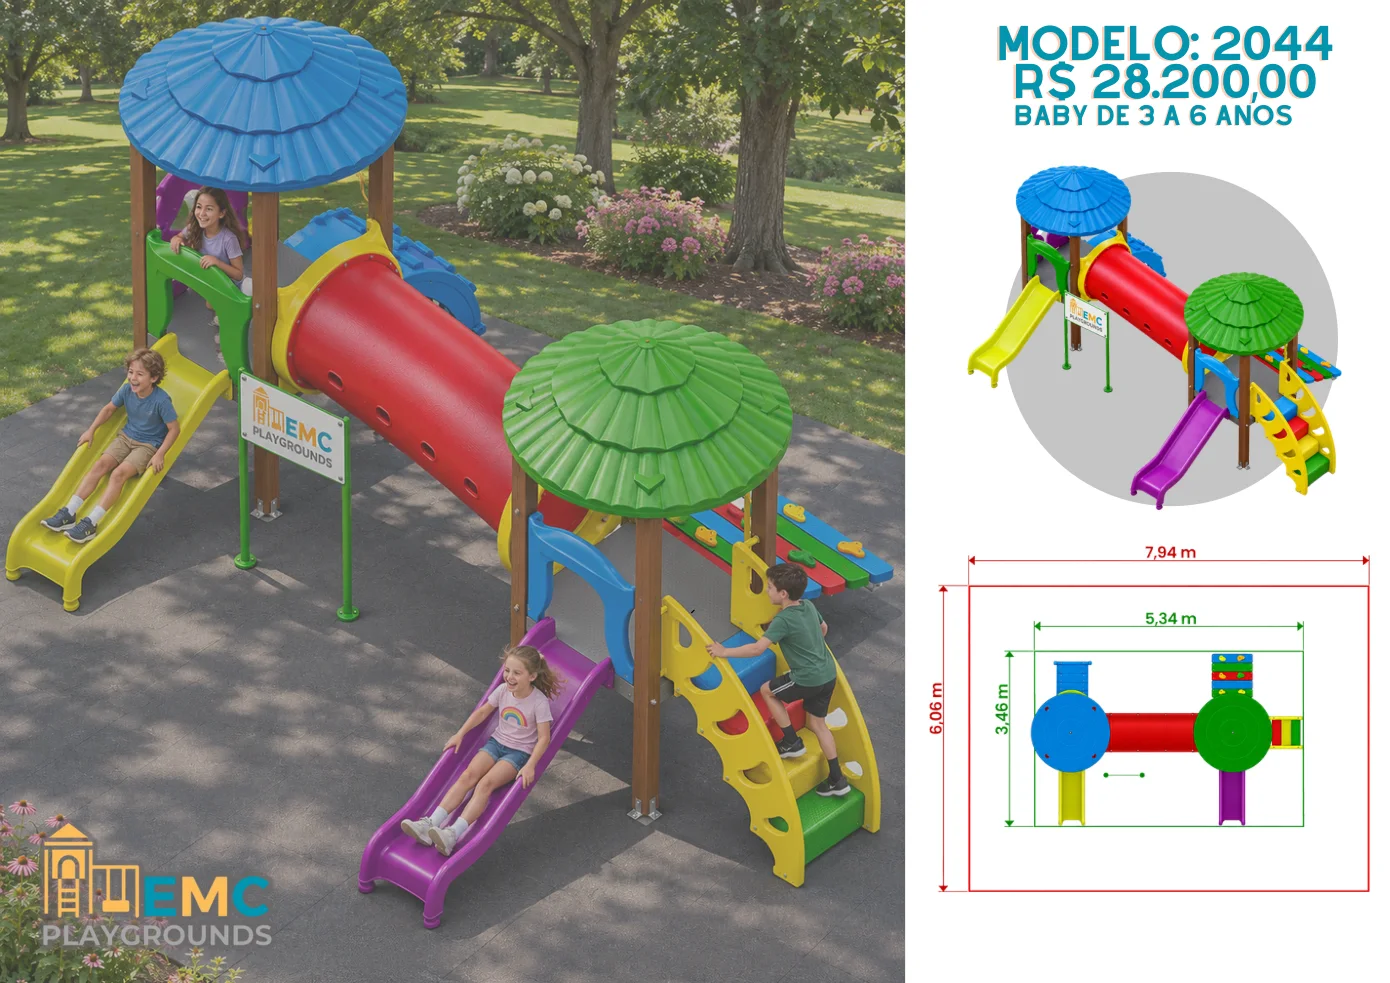 MODELO: 2044
R$ 28.200,00
BABY DE 3 A 6 ANOS
EMC
PLAYGROUNDS
EMC
PLAYGROUNDS
7,94 m
5,34 m
6,06 m
3,46 m
EMC
PLAYGROUNDS